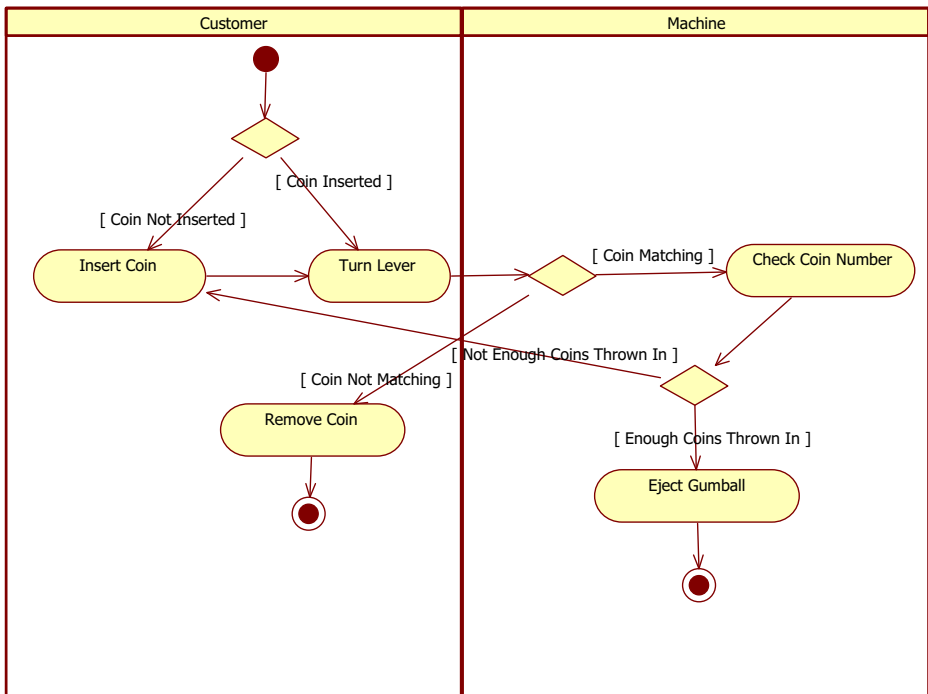 Customer
Machine
[ Coin Inserted ]
[ Coin Not Inserted ]
[ Coin Matching ]
Insert Coin
Turn Lever
Check Coin Number
[ Not Enough Coins Thrown In ]
[ Coin Not Matching ]
Remove Coin
[ Enough Coins Thrown In ]
Eject Gumball